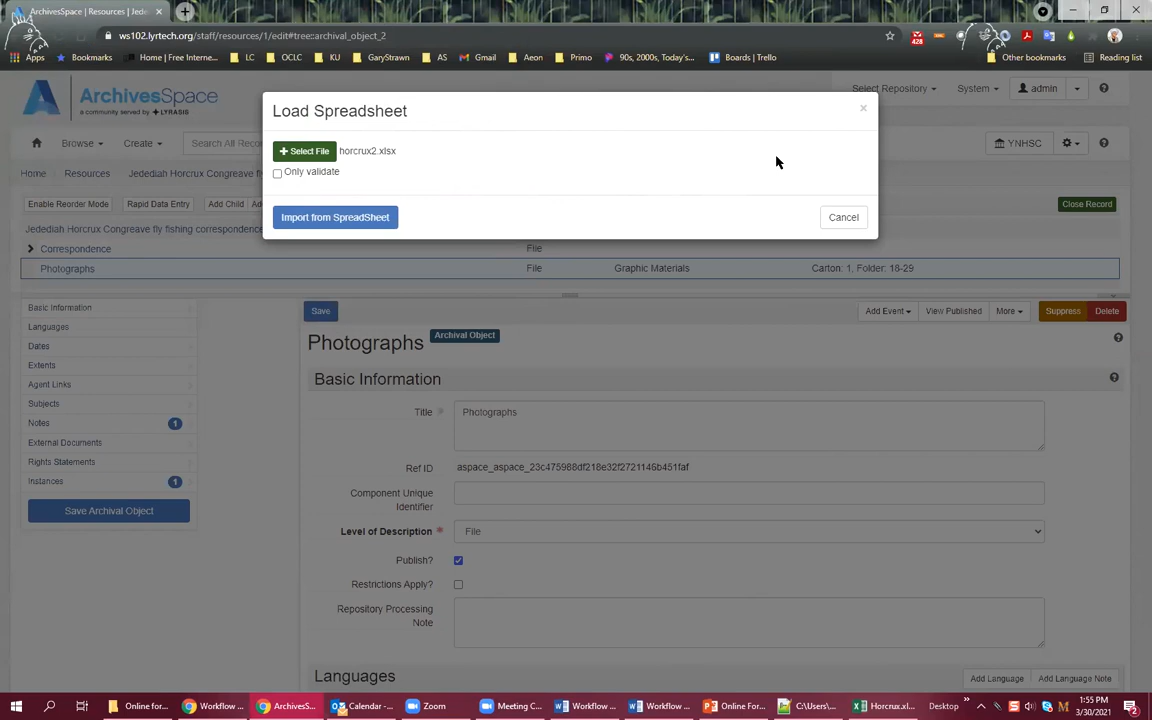 ArchivesSpace | Resources | Jede
ws102.lyrtech.org/staff/resources/1/edit#tree:archival_object_2
428
Apps Bookmarks Home | Free Interne... LC OCLC KU GaryStrawn AS Gmail Aeon Primo 90s, 2000s, Today's... Boards | Trello Other bookmarks Reading list
ArchivesSpace
a community served by LYRASIS
Select Repository System admin
Browse Create Search All Reco YNHSC
Home Resources Jedediah Horcrux Congreave fly f
Load Spreadsheet
×
Select File horcrux2.xlsx
Only validate
Import from SpreadSheet Cancel
Enable Reorder Mode Rapid Data Entry Add Child Close Record
Jedediah Horcrux Congreave fly fishing correspondence
Correspondence File
Photographs File Graphic Materials Carton: 1, Folder: 18-29
Basic Information
Languages
Dates
Extents
Agent Links
Subjects
Notes 1
External Documents
Rights Statements
Instances 1
Save Archival Object
Save Add Event View Published More Suppress Delete
Photographs Archival Object
Basic Information
Title Photographs
Ref ID aspace_aspace_23c475988df218e32f2721146b451faf
Component Unique
Identifier
Level of Description * File
Publish?
Restrictions Apply?
Repository Processing
Note
Languages Add Language Add Language Note
Online for... Workflow ... ArchivesS... Calendar -... Zoom Meeting C... Workflow ... Workflow ... Online For... C:\Users\... Horcrux.xl... Desktop
1:55 PM
3/30/2021
2